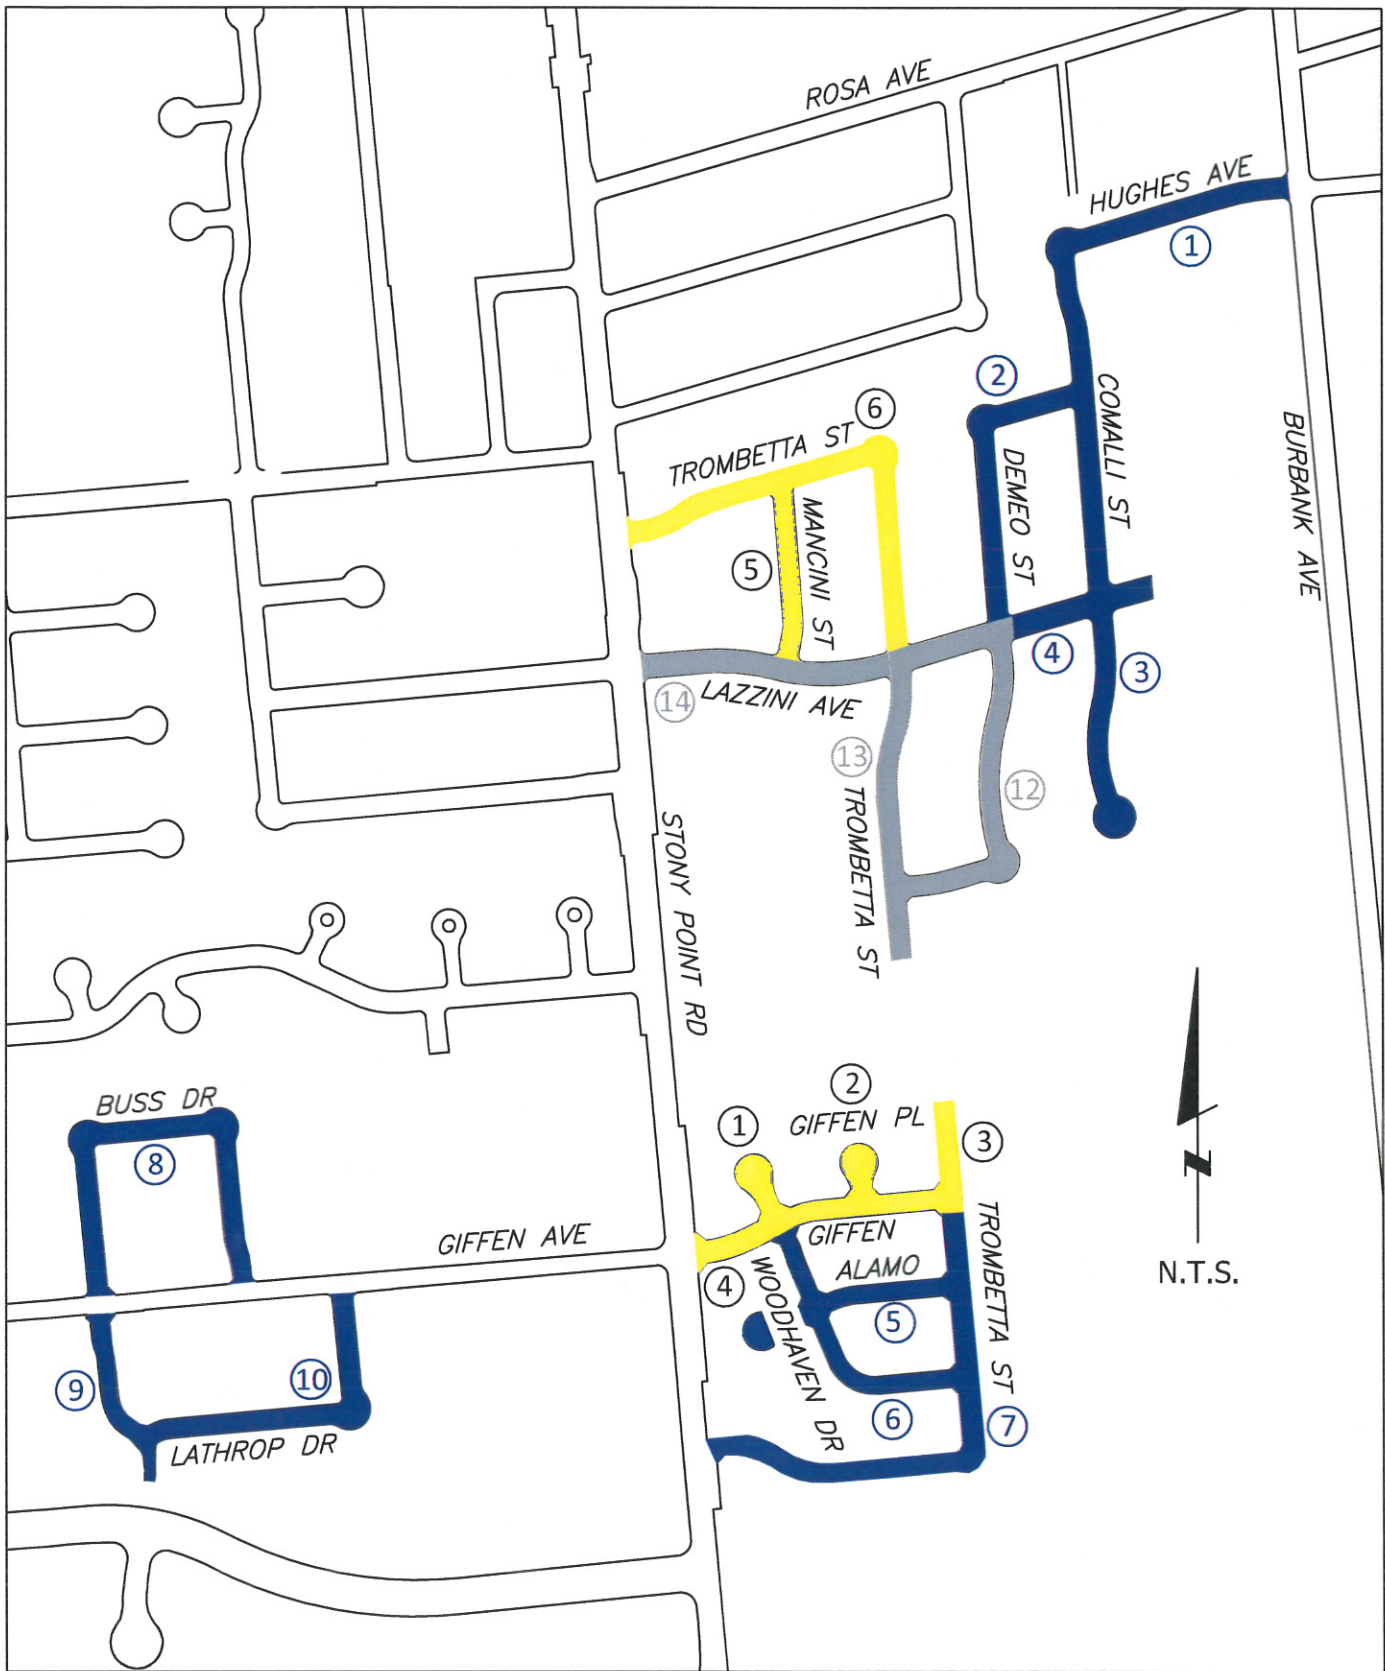 ROSA AVE
HUGHES AVE
1
2
COMALLI ST
6
TROMBETTA ST
BURBANK AVE
DEMEO ST
MANCINI ST
5
4
3
14
LAZZINI AVE
13
12
TROMBETTA ST
STONY POINT RD
2
BUSS DR
GIFFEN PL
1
3
8
N
TROMBETTA ST
GIFFEN AVE
GIFFEN
WOODHAVEN DR
ALAMO
N.T.S.
4
5
9
10
6
7
LATHROP DR